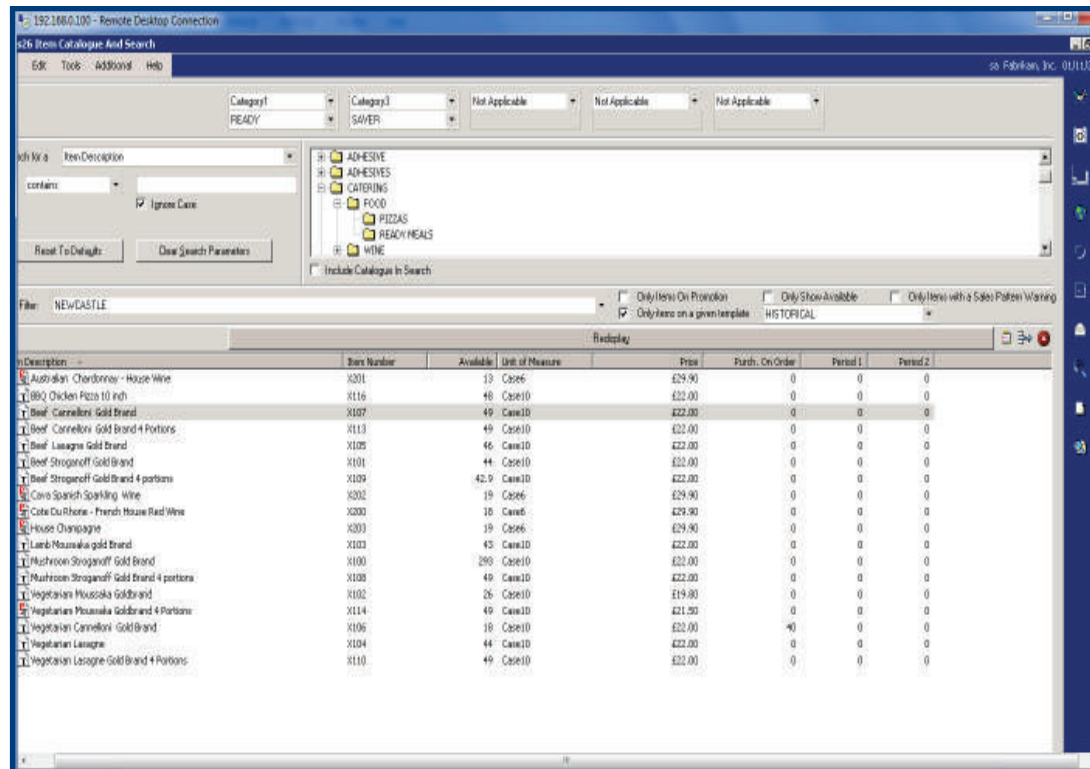 192.168.0.100 - Remote Desktop Connection
s26 Item Catalogue And Search
Edit Tools Additional Help sa Fabrikam, Inc. 01/11/
Category1 Category3 Not Applicable Not Applicable Not Applicable
READY SAVER
rch for a Item Description
contains
Ignore Case
Reset To Defaults Clear Search Parameters
ADHESIVE
ADHESIVES
CATERING
FOOD
PIZZAS
READY MEALS
WINE
Include Catalogue In Search
Filter: NEWCASTLE
Only Items On Promotion Only Show Available Only Items with a Sales Pattern Warning
Only items on a given template HISTORICAL
Redisplay
n Description Item Number Available Unit of Measure Price Purch. On Order Period 1 Period 2
Australian Chardonnay - House Wine X201 13 Case6 £29.90 0 0 0
BBQ Chicken Pizza 10 inch X116 48 Case10 £22.00 0 0 0
Beef Cannelloni Gold Brand X107 49 Case10 £22.00 0 0 0
Beef Cannelloni Gold Brand 4 Portions X113 49 Case10 £22.00 0 0 0
Beef Lasagne Gold Brand X105 46 Case10 £22.00 0 0 0
Beef Stroganoff Gold Brand X101 44 Case10 £22.00 0 0 0
Beef Stroganoff Gold Brand 4 portions X109 42.9 Case10 £22.00 0 0 0
Cava Spanish Sparkling Wine X202 19 Case6 £29.90 0 0 0
Cote Du Rhone - French House Red Wine X200 18 Case6 £29.90 0 0 0
House Champagne X203 19 Case6 £29.90 0 0 0
Lamb Moussaka gold Brand X103 43 Case10 £22.00 0 0 0
Mushroom Stroganoff Gold Brand X100 293 Case10 £22.00 0 0 0
Mushroom Stroganoff Gold Brand 4 portions X108 49 Case10 £22.00 0 0 0
Vegetarian Moussaka Goldbrand X102 26 Case10 £19.80 0 0 0
Vegetarian Moussaka Goldbrand 4 Portions X114 49 Case10 £21.50 0 0 0
Vegetarian Cannelloni Gold Brand X106 18 Case10 £22.00 40 0 0
Vegetarian Lasagne X104 44 Case10 £22.00 0 0 0
Vegetarian Lasagne Gold Brand 4 Portions X110 49 Case10 £22.00 0 0 0